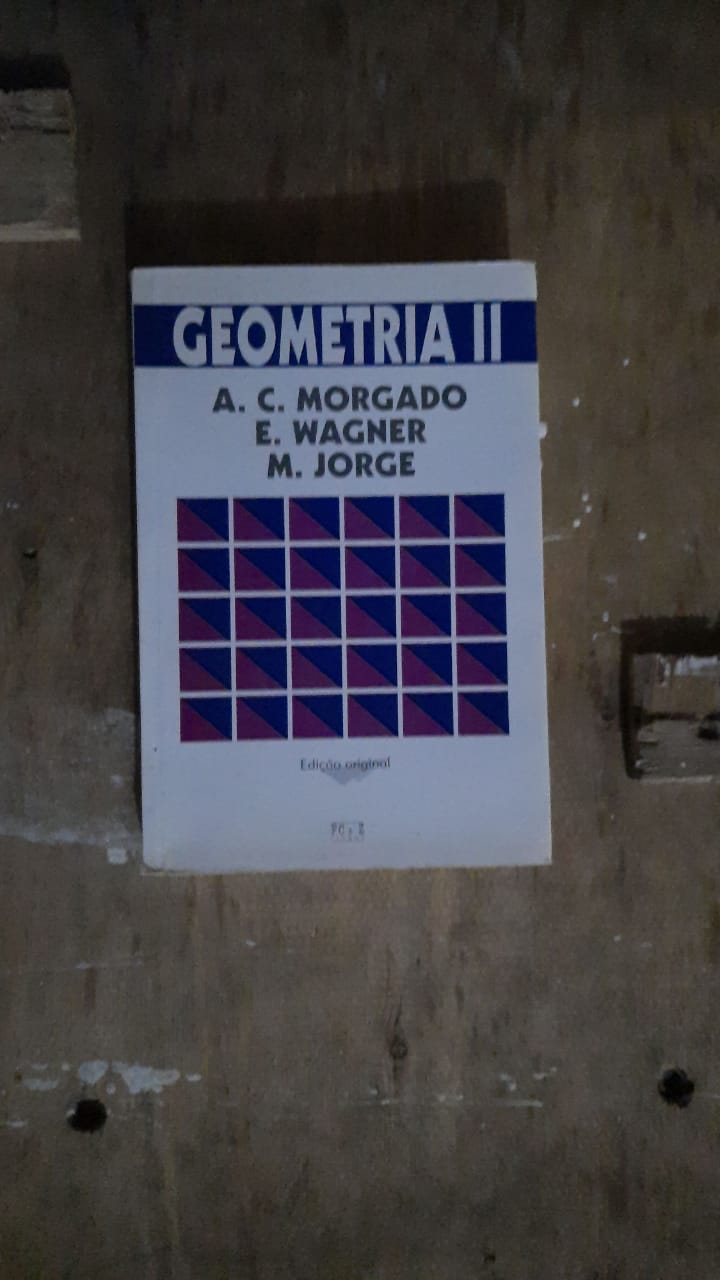 GEOMETRIA II
A. C. MORGADO
E. WAGNER
M. JORGE
Edição original